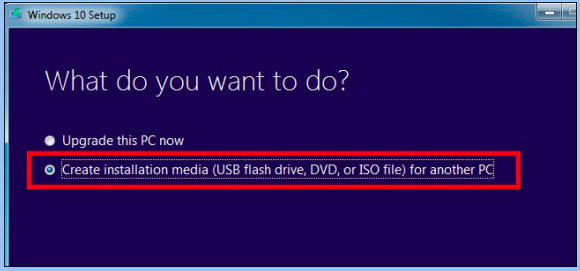 Windows 10 Setup
What do you want to do?
Upgrade this PC now
Create installation media (USB flash drive, DVD, or ISO file) for another PC